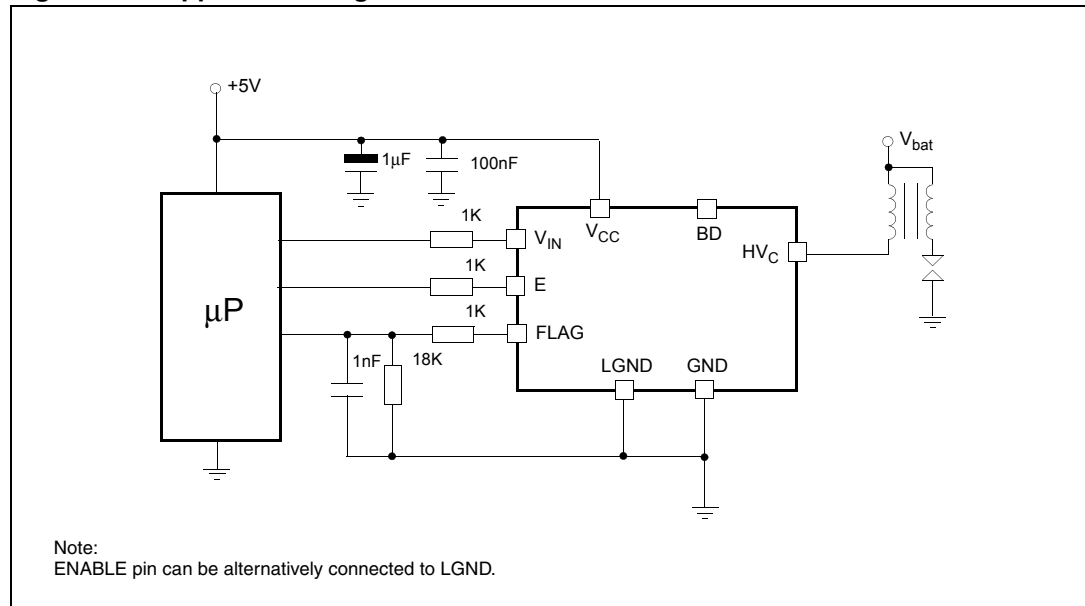 +5V
1μF
100nF
V_bat
1K
V_IN
V_CC
BD
HV_C
1K
E
μP
1K
FLAG
1nF
18K
LGND
GND
Note:
ENABLE pin can be alternatively connected to LGND.